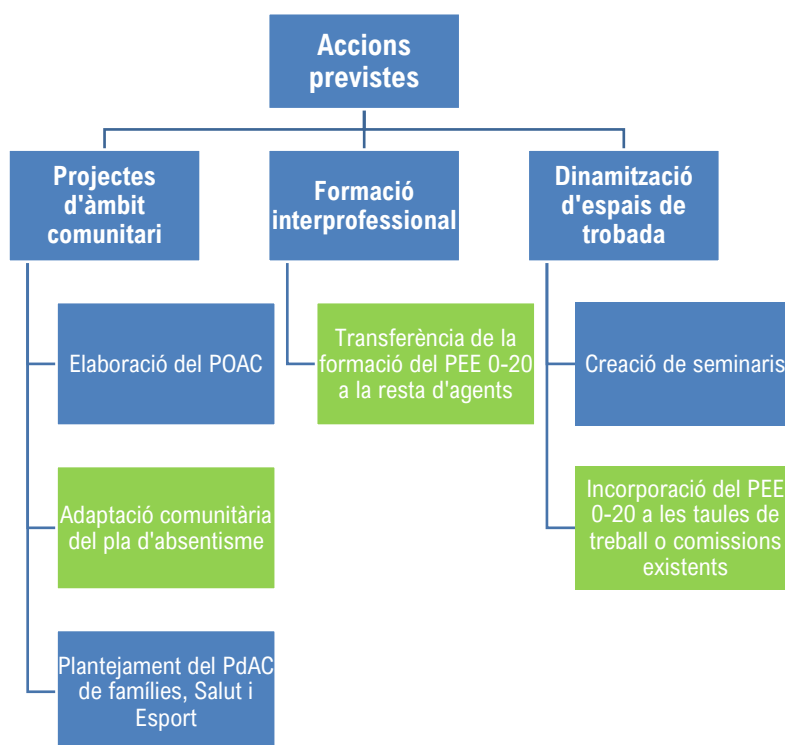 Accions
previstes
Projectes
d'àmbit
comunitari
Formació
interprofessional
Dinamització
d'espais de
trobada
Elaboració del POAC
Adaptació comunitària
del pla d'absentisme
Plantejament del PdAC
de famílies, Salut i
Esport
Transferència de la
formació del PEE 0-20
a la resta d'agents
Creació de seminaris
Incorporació del PEE
0-20 a les taules de
treball o comissions
existents